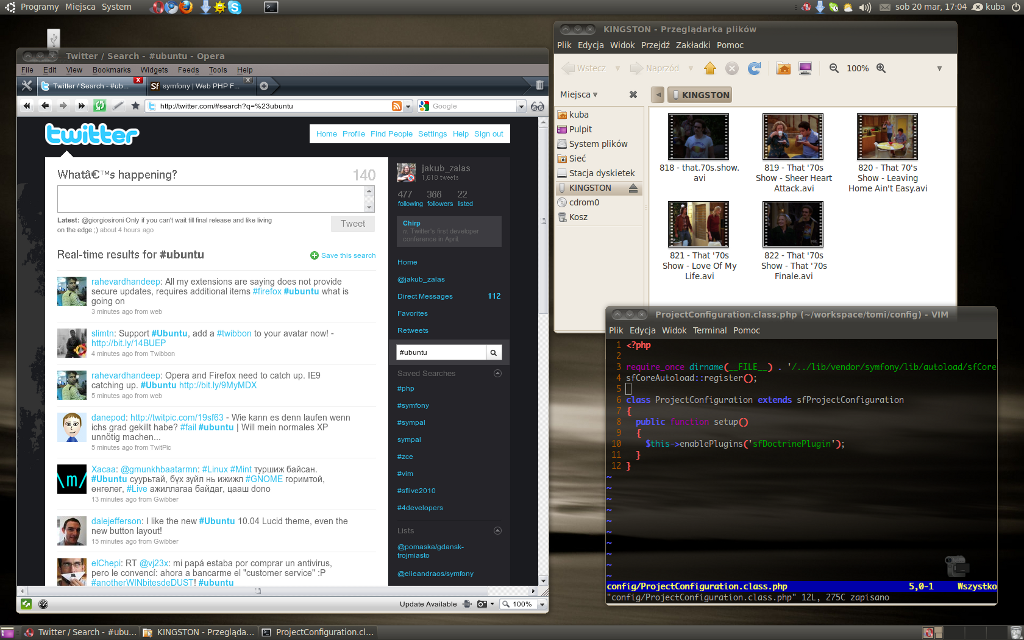 Programy Miejsca System
sob 20 mar, 17:04 kuba
Twitter / Search - #ubuntu - Opera
File Edit View Bookmarks Widgets Feeds Tools Help
Twitter / Search - #ub...
symfony | Web PHP F...
http://twitter.com/#search?q=%23ubuntu
Google
twitter
Home Profile Find People Settings Help Sign out
What’s happening?
140
Latest: @giorgiosironi Only if you can't wait till final release and like living
on the edge ;) about 4 hours ago
Tweet
Real-time results for #ubuntu
Save this search
rahevardhandeep: All my extensions are saying does not provide
secure updates, requires additional items #firefox #ubuntu what is
going on
3 minutes ago from web
slimtn: Support #Ubuntu, add a #twibbon to your avatar now! -
http://bit.ly/14BUEP
4 minutes ago from Twibbon
rahevardhandeep: Opera and Firefox need to catch up. IE9
catching up. #Ubuntu http://bit.ly/9MyMDX
5 minutes ago from web
danepod: http://twitpic.com/19sl63 - Wie kann es denn laufen wenn
ichs grad gekillt habe? #fail #ubuntu | Will mein normales XP
unnötig machen...
5 minutes ago from TwitPic
Xacaa: @gmunkhbaatarmn: #Linux #Mint туршиж байсан.
#Ubuntu суурьтай, бүх зүйл нь ижижл #GNOME горимтой,
өнгөлөг, #Live ажиллагаа байдаг, цааш dono
13 minutes ago from Gwibber
dalejefferson: I like the new #Ubuntu 10.04 Lucid theme, even the
new button layout!
15 minutes ago from Gwibber
elChepi: RT @vj23x: mi papá estaba por comprar un antivirus,
pero le convencí: ahora a bancarme el "customer service" :P
#anotherWINbitesdeDUST! #ubuntu
jakub_zalas
1,610 tweets
477 366 22
following followers listed
Chirp
Twitter's first developer
conference in April.
Home
@jakub_zalas
Direct Messages 112
Favorites
Retweets
#ubuntu
Saved Searches
#php
#symfony
#sympal
sympal
#zce
#vim
#sflive2010
#4developers
Lists
@pomaske/gdansk-
trojmiasto
@elleandraes/symfony
Update Available
100%
KINGSTON - Przeglądarka plików
Plik Edycja Widok Przejdź Zakładki Pomoc
Wstecz Naprzód 100%
Miejsca
KINGSTON
kuba
Pulpit
System plików
Sieć
Stacja dyskietek
KINGSTON
cdrom0
Kosz
818 - that.70s.show.
avi
819 - That '70s
Show - Sheer Heart
Attack.avi
820 - That '70s
Show - Leaving
Home Ain't Easy.avi
821 - That '70s
Show - Love Of My
Life.avi
822 - That '70s
Show - That '70s
Finale.avi
ProjectConfiguration.class.php (~/workspace/tomi/config) - VIM
Plik Edycja Widok Terminal Pomoc
1 <?php
2
3 require_once dirname(__FILE__) . '/../lib/vendor/symfony/lib/autoload/sfCore
4 sfCoreAutoload::register();
5
6 class ProjectConfiguration extends sfProjectConfiguration
7 {
8 public function setup()
9 {
10 $this->enablePlugins('sfDoctrinePlugin');
11 }
12 }
~
~
~
~
~
~
~
~
~
~
config/ProjectConfiguration.class.php 5,0-1 Wszystko
"config/ProjectConfiguration.class.php" 12L, 275C zapisano
Twitter / Search - #ubu...
KINGSTON - Przegląda...
ProjectConfiguration.cl...